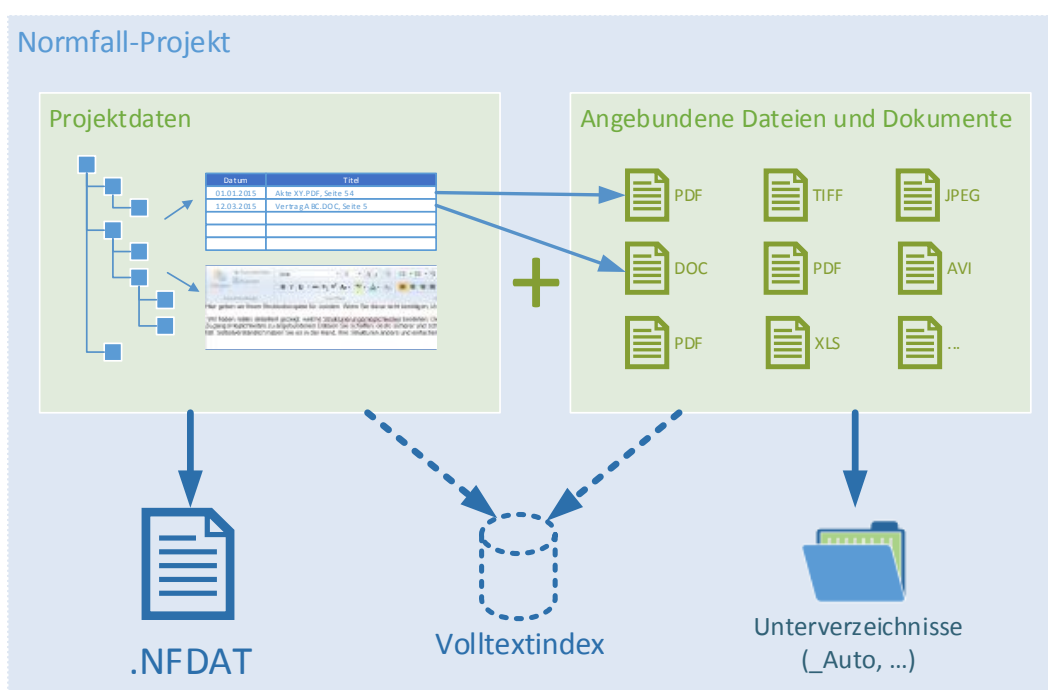 Normfall-Projekt
Projektdaten
Datum Titel
01.01.2015 Akte XY.PDF, Seite 54
12.03.2015 Vertrag ABC.DOC, Seite 5
Angebundene Dateien und Dokumente
PDF TIFF JPEG
DOC PDF AVI
PDF XLS ...
.NFDAT
Volltextindex
Unterverzeichnisse
(_Auto, ...)